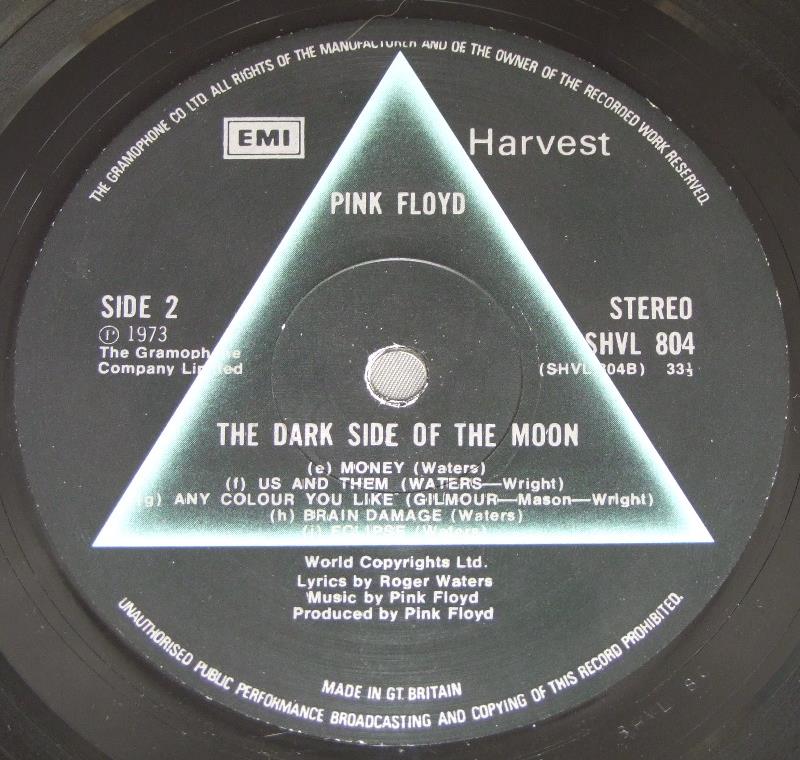 THE GRAMOPHONE CO LTD. ALL RIGHTS OF THE MANUFACTURER AND OF THE OWNER OF THE RECORDED WORK RESERVED.
EMI
Harvest
PINK FLOYD
SIDE 2
STEREO
Ⓟ 1973
SHVL 804
The Gramophone
Company Limited
(SHVL 804B) 33⅓
THE DARK SIDE OF THE MOON
(e) MONEY (Waters)
(f) US AND THEM (WATERS—Wright)
(g) ANY COLOUR YOU LIKE (GILMOUR—Mason—Wright)
(h) BRAIN DAMAGE (Waters)
(i) ECLIPSE (Waters)
World Copyrights Ltd.
Lyrics by Roger Waters
Music by Pink Floyd
Produced by Pink Floyd
MADE IN GT. BRITAIN
UNAUTHORISED PUBLIC PERFORMANCE BROADCASTING AND COPYING OF THIS RECORD PROHIBITED.